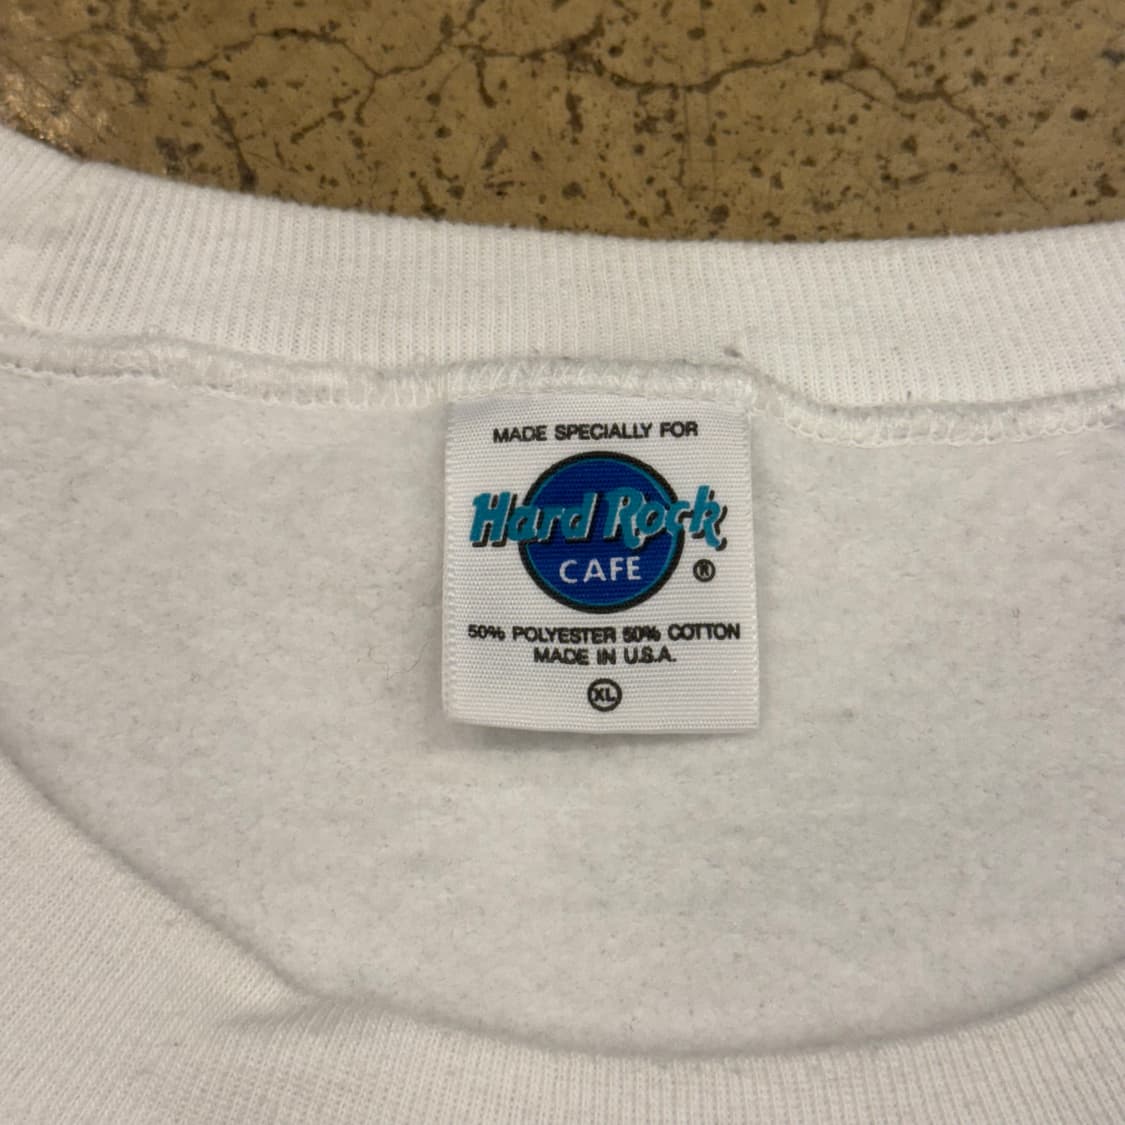 MADE SPECIALLY FOR
Hard Rock
CAFE ®
50% POLYESTER 50% COTTON
MADE IN U.S.A.
XL